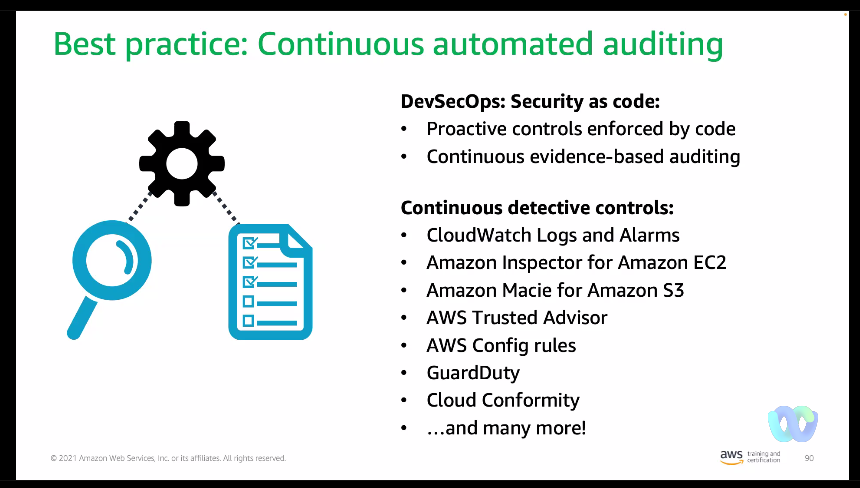 Best practice: Continuous automated auditing
DevSecOps: Security as code:
• Proactive controls enforced by code
• Continuous evidence-based auditing
Continuous detective controls:
• CloudWatch Logs and Alarms
• Amazon Inspector for Amazon EC2
• Amazon Macie for Amazon S3
• AWS Trusted Advisor
• AWS Config rules
• GuardDuty
• Cloud Conformity
• …and many more!
© 2021 Amazon Web Services, Inc. or its affiliates. All rights reserved.
aws training and certification
90